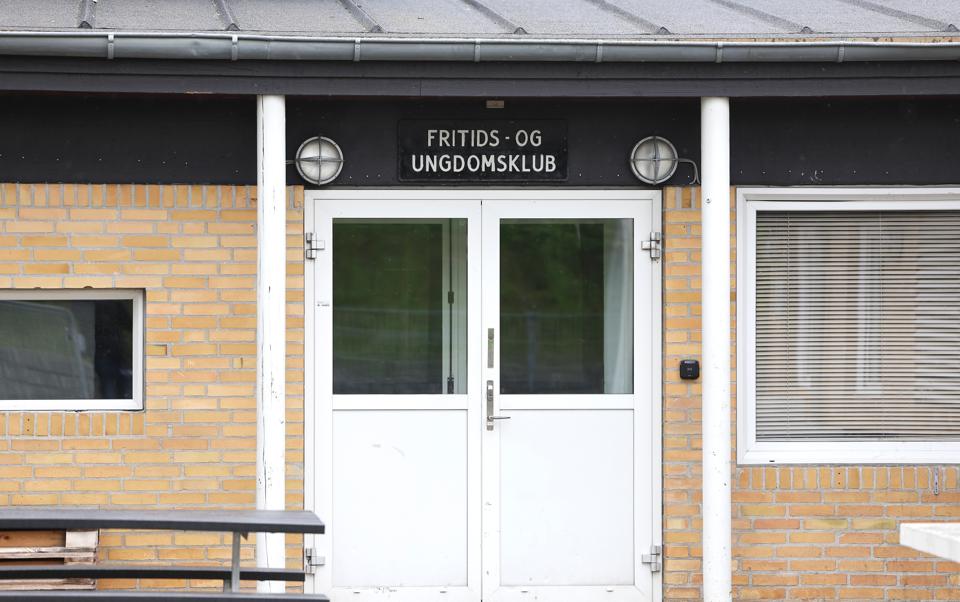 FRITIDS - OG
UNGDOMSKLUB